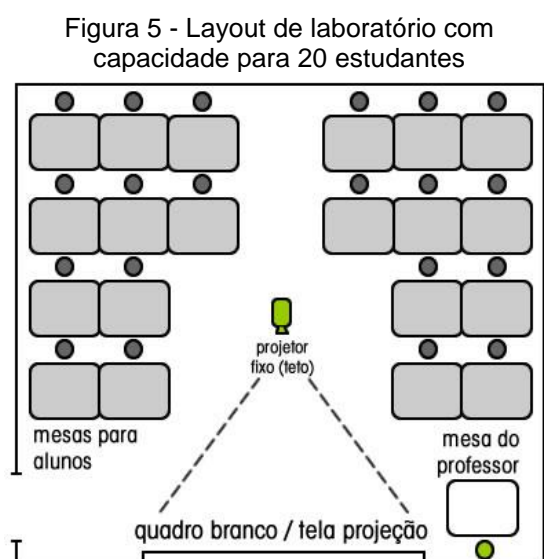 Figura 5 - Layout de laboratório com
capacidade para 20 estudantes
projetor
fixo (teto)
mesas para
alunos
mesa do
professor
quadro branco / tela projeção